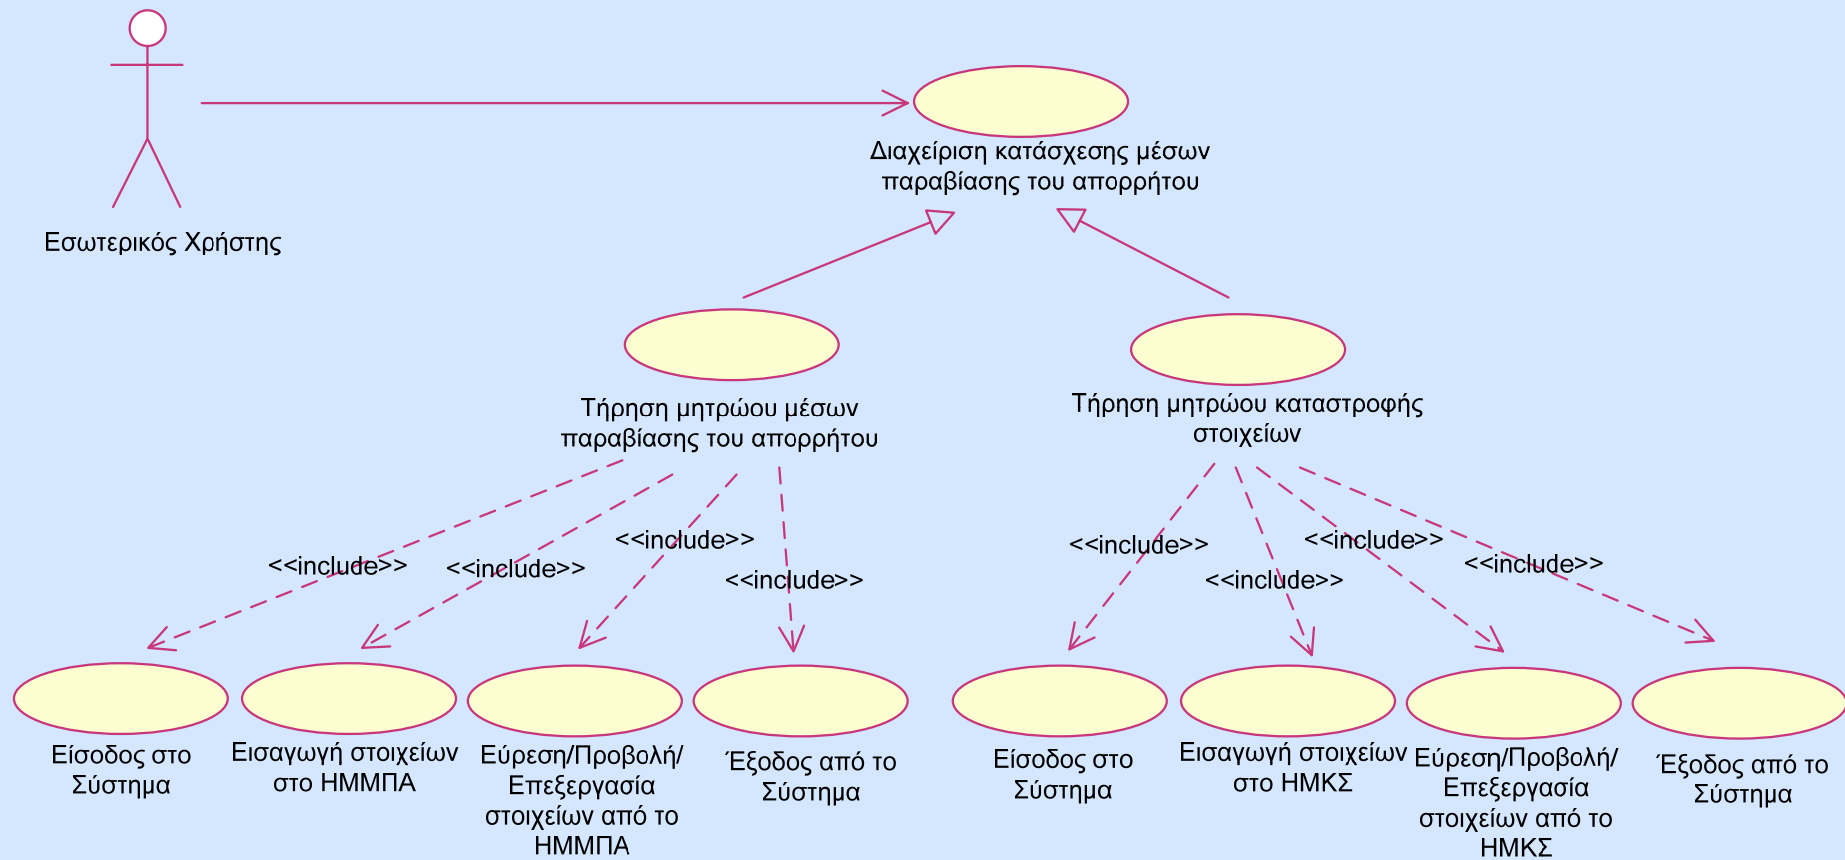 Διαχείριση κατάσχεσης μέσων
παραβίασης του απορρήτου
Εσωτερικός Χρήστης
Τήρηση μητρώου μέσων
παραβίασης του απορρήτου
Τήρηση μητρώου καταστροφής
στοιχείων
<<include>>
<<include>>
<<include>>
<<include>>
<<include>>
<<include>>
<<include>>
<<include>>
Είσοδος στο
Σύστημα
Εισαγωγή στοιχείων
στο ΗΜΜΠΑ
Εύρεση/Προβολή/
Επεξεργασία
στοιχείων από το
ΗΜΜΠΑ
Έξοδος από το
Σύστημα
Είσοδος στο
Σύστημα
Εισαγωγή στοιχείων
στο ΗΜΚΣ
Εύρεση/Προβολή/
Επεξεργασία
στοιχείων από το
ΗΜΚΣ
Έξοδος από το
Σύστημα